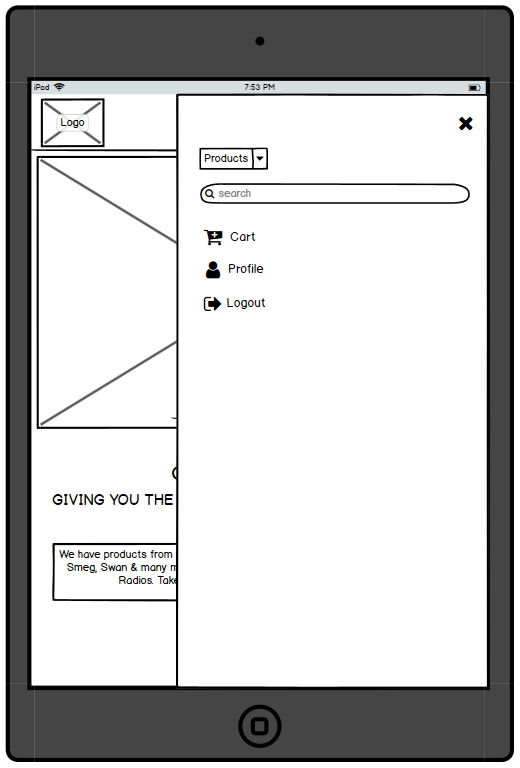 iPad 7:53 PM
Logo
Products
search
Cart
Profile
Logout
GIVING YOU THE
We have products from
Smeg, Swan & many
Radios. Take